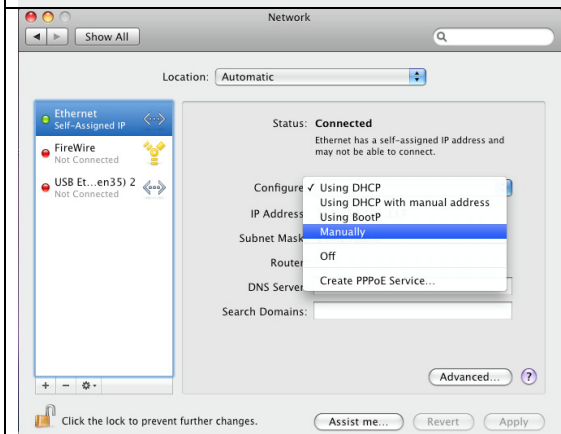 Network
Show All
Location: Automatic
Ethernet
Self-Assigned IP
FireWire
Not Connected
USB Et...en35) 2
Not Connected
Status: Connected
Ethernet has a self-assigned IP address and
may not be able to connect.
Configure ✓ Using DHCP
Using DHCP with manual address
Using BootP
Manually
Off
Create PPPoE Service...
IP Address
Subnet Mask
Router
DNS Server
Search Domains:
Advanced... ?
Click the lock to prevent further changes.
Assist me... Revert Apply